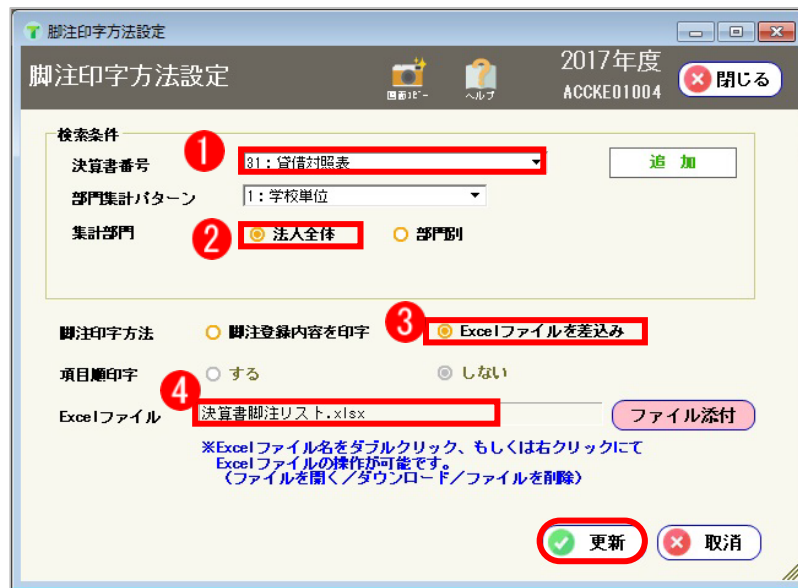 脚注印字方法設定
脚注印字方法設定
画面コピー
ヘルプ
2017年度
ACCKE01004
閉じる
検索条件
決算書番号
1
31:貸借対照表
追 加
部門集計パターン
1:学校単位
集計部門
2
法人全体
部門別
脚注印字方法
脚注登録内容を印字
3
Excelファイルを差込み
項目順印字
する
しない
4
Excelファイル
決算書脚注リスト.xlsx
ファイル添付
※Excelファイル名をダブルクリック、もしくは右クリックにて
Excelファイルの操作が可能です。
(ファイルを開く/ダウンロード/ファイルを削除)
更新
取消